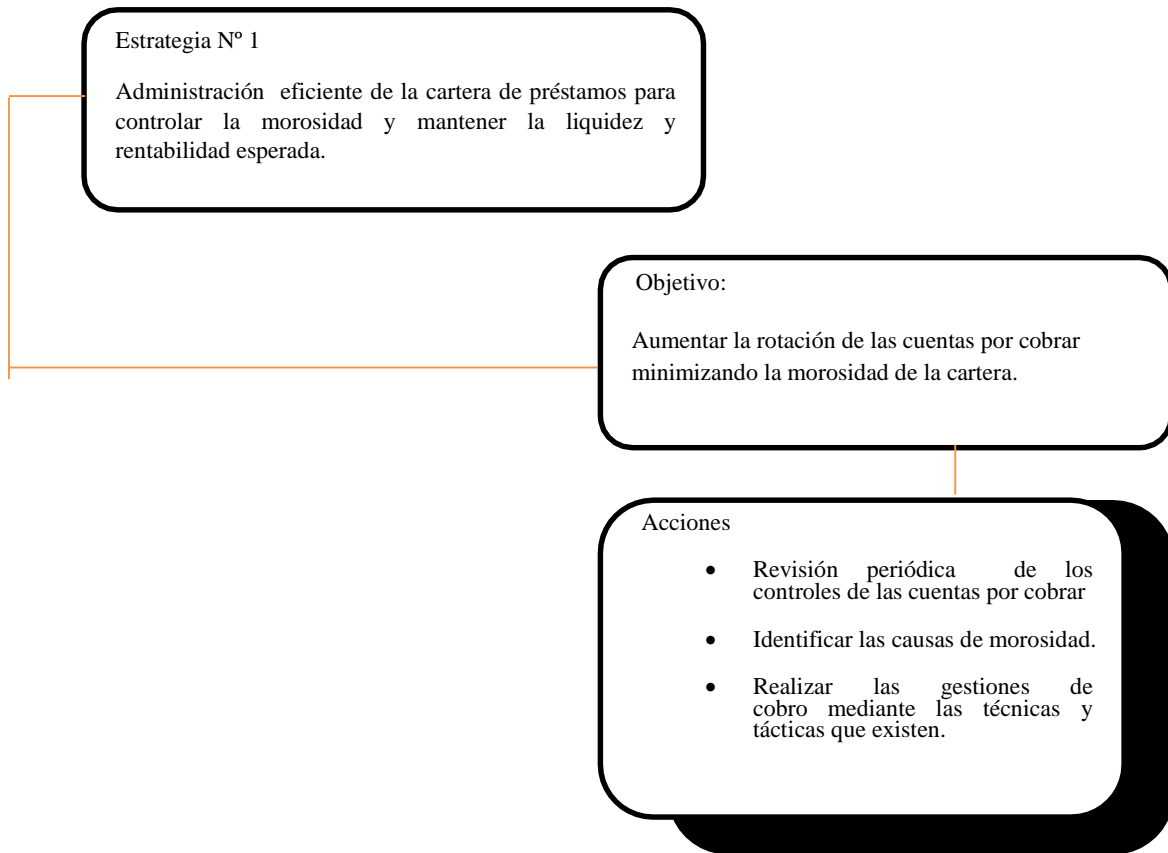 Estrategia Nº 1
Administración eficiente de la cartera de préstamos para
controlar la morosidad y mantener la liquidez y
rentabilidad esperada.
Objetivo:
Aumentar la rotación de las cuentas por cobrar
minimizando la morosidad de la cartera.
Acciones
• Revisión periódica de los
controles de las cuentas por cobrar
• Identificar las causas de morosidad.
• Realizar las gestiones de
cobro mediante las técnicas y
tácticas que existen.